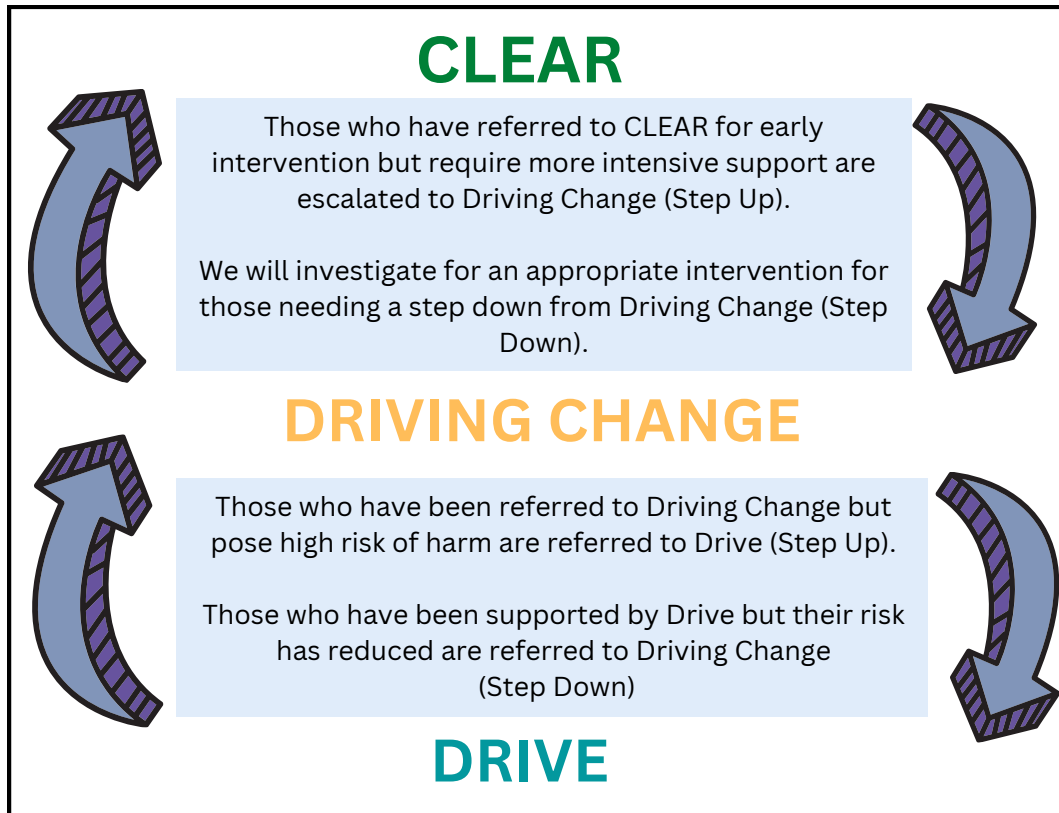 CLEAR
Those who have referred to CLEAR for early
intervention but require more intensive support are
escalated to Driving Change (Step Up).
We will investigate for an appropriate intervention for
those needing a step down from Driving Change (Step
Down).
DRIVING CHANGE
Those who have been referred to Driving Change but
pose high risk of harm are referred to Drive (Step Up).
Those who have been supported by Drive but their risk
has reduced are referred to Driving Change
(Step Down)
DRIVE